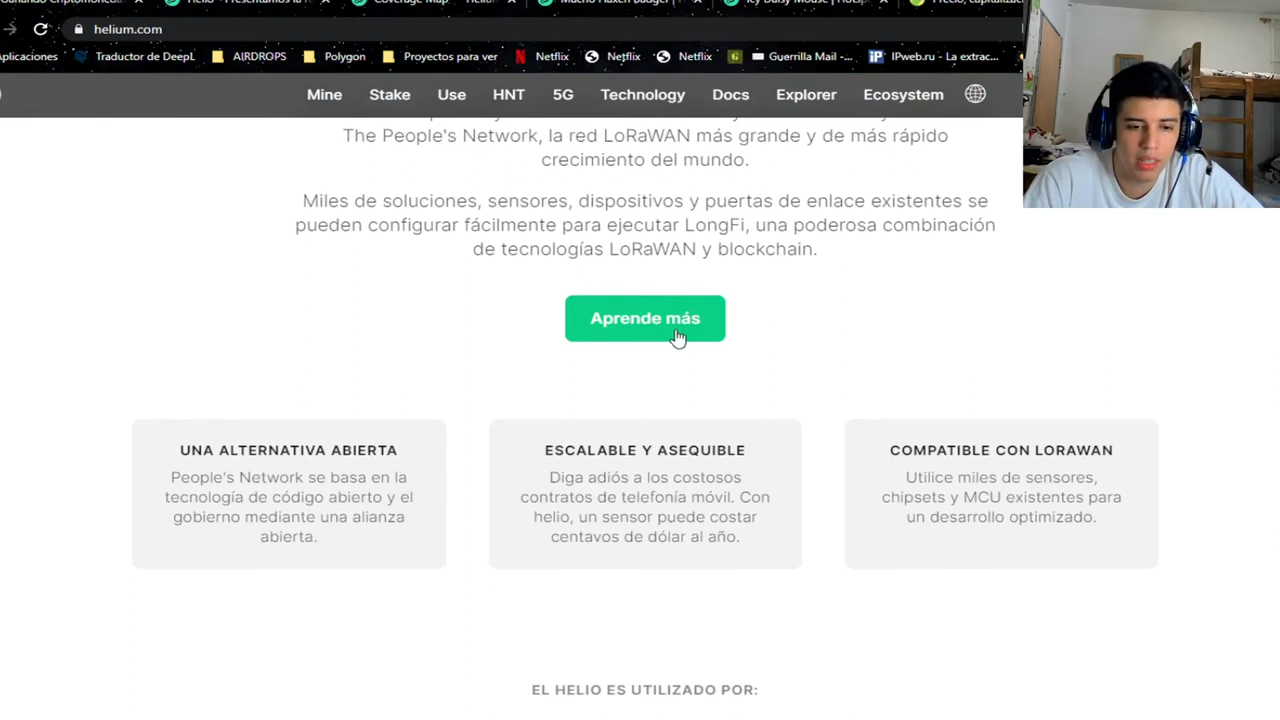 helium.com
Traductor de DeepL
AIRDROPS
Polygon
Proyectos para ver
Netflix
Netflix
Netflix
Guerrilla Mail -...
IPweb.ru - La extrac...
Mine
Stake
Use
HNT
5G
Technology
Docs
Explorer
Ecosystem
The People's Network, la red LoRaWAN más grande y de más rápido
crecimiento del mundo.
Miles de soluciones, sensores, dispositivos y puertas de enlace existentes se
pueden configurar fácilmente para ejecutar LongFi, una poderosa combinación
de tecnologías LoRaWAN y blockchain.
Aprende más
UNA ALTERNATIVA ABIERTA
People's Network se basa en la
tecnología de código abierto y el
gobierno mediante una alianza
abierta.
ESCALABLE Y ASEQUIBLE
Diga adiós a los costosos
contratos de telefonía móvil. Con
helio, un sensor puede costar
centavos de dólar al año.
COMPATIBLE CON LORAWAN
Utilice miles de sensores,
chipsets y MCU existentes para
un desarrollo optimizado.
EL HELIO ES UTILIZADO POR: